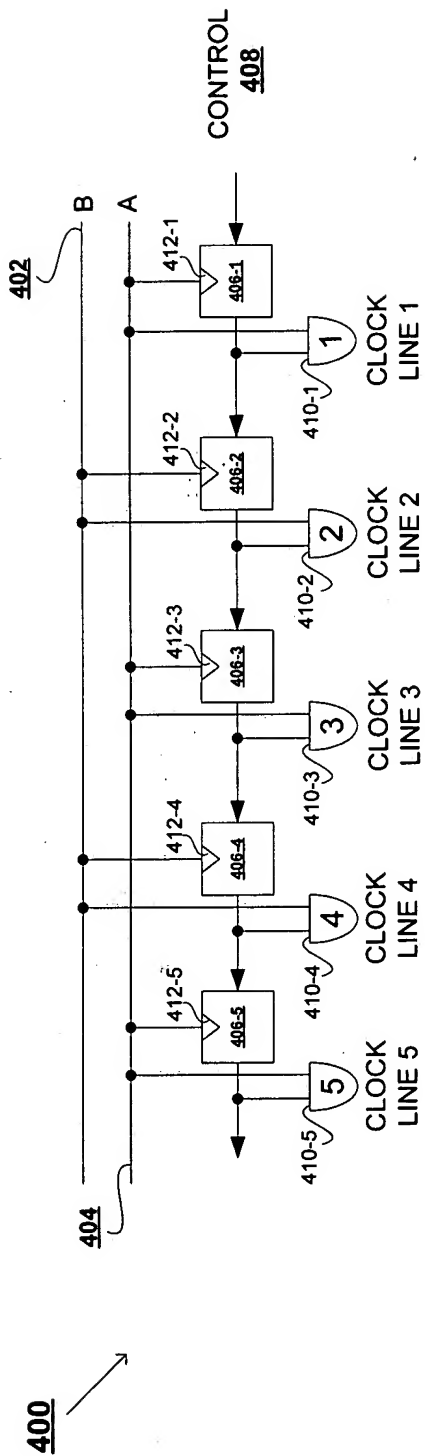 400
402
B
A
404
412-5
412-4
412-3
412-2
412-1
406-5
406-4
406-3
406-2
406-1
CONTROL
408
5
4
3
2
1
410-5
410-4
410-3
410-2
410-1
CLOCK
LINE 5
CLOCK
LINE 4
CLOCK
LINE 3
CLOCK
LINE 2
CLOCK
LINE 1